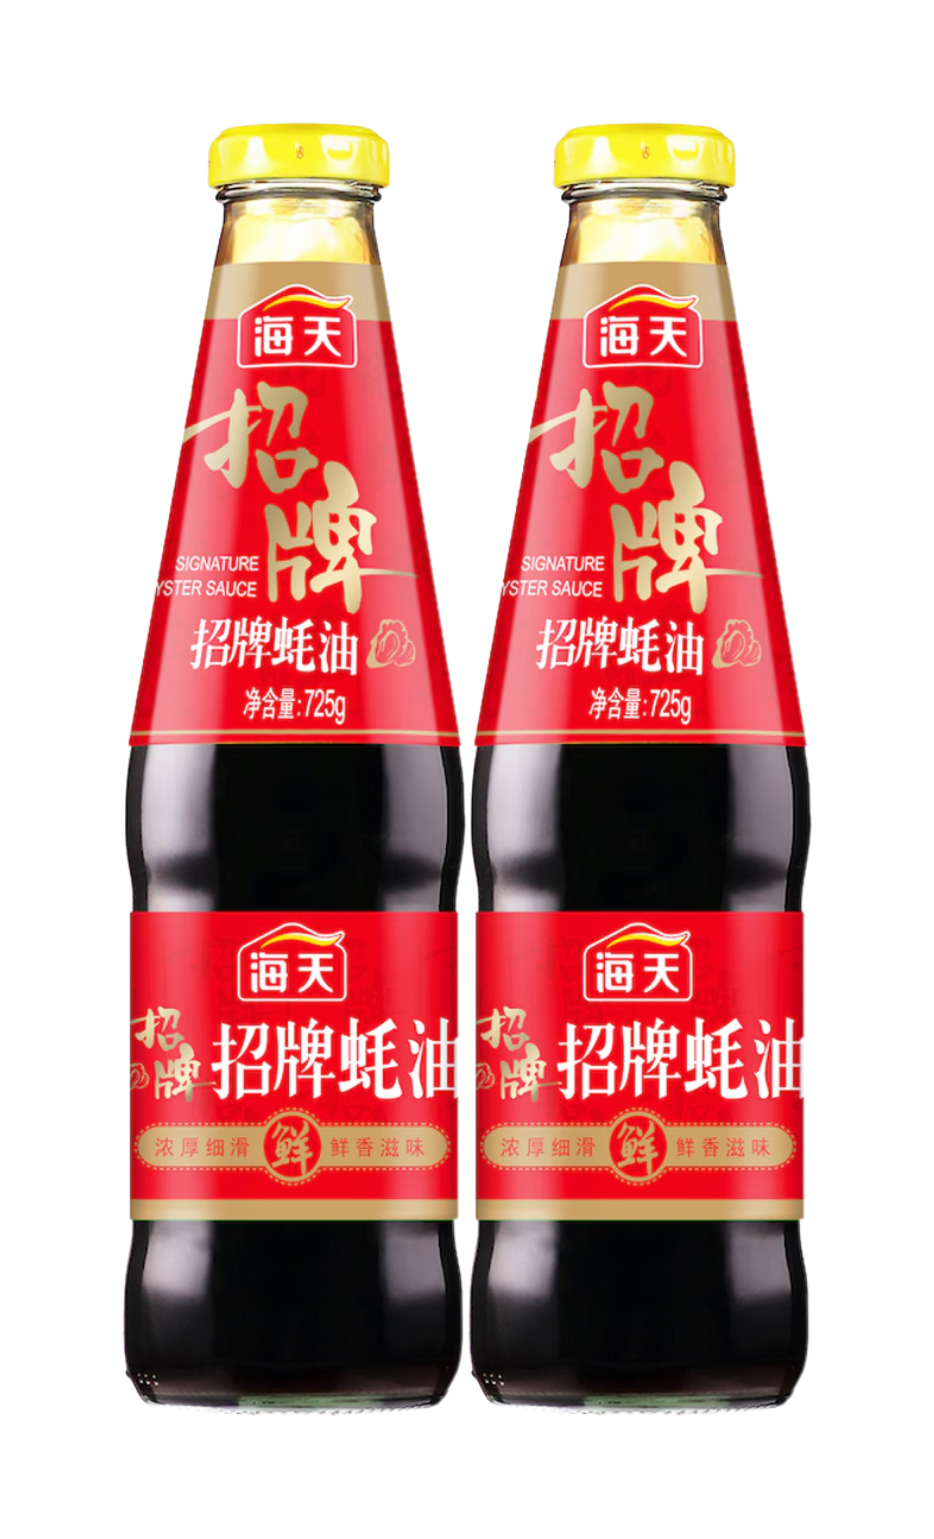 海天
招牌
SIGNATURE
YSTER SAUCE
招牌蚝油
净含量:725g
海天
招牌
招牌蚝油
浓厚细滑 鲜 鲜香滋味
海天
招牌
SIGNATURE
YSTER SAUCE
招牌蚝油
净含量:725g
海天
招牌
招牌蚝油
浓厚细滑 鲜 鲜香滋味